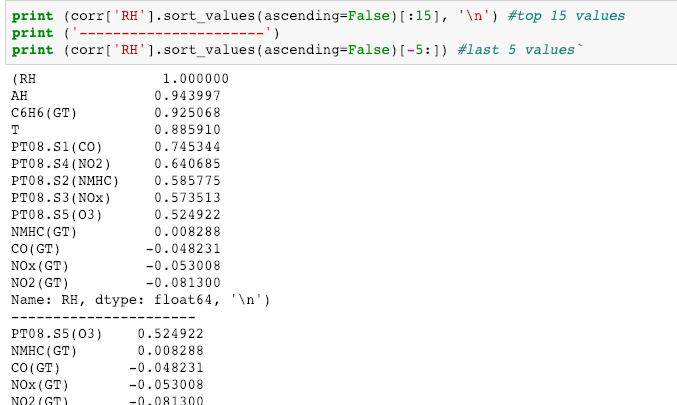 print (corr['RH'].sort_values(ascending=False)[:15], '\n') #top 15 values
print ('----------------------')
print (corr['RH'].sort_values(ascending=False)[-5:]) #last 5 values`
(RH 1.000000
AH 0.943997
C6H6(GT) 0.925068
T 0.885910
PT08.S1(CO) 0.745344
PT08.S4(NO2) 0.640685
PT08.S2(NMHC) 0.585775
PT08.S3(NOx) 0.573513
PT08.S5(O3) 0.524922
NMHC(GT) 0.008288
CO(GT) -0.048231
NOx(GT) -0.053008
NO2(GT) -0.081300
Name: RH, dtype: float64, '\n')
----------------------
PT08.S5(O3) 0.524922
NMHC(GT) 0.008288
CO(GT) -0.048231
NOx(GT) -0.053008
NO2(GT) -0.081300